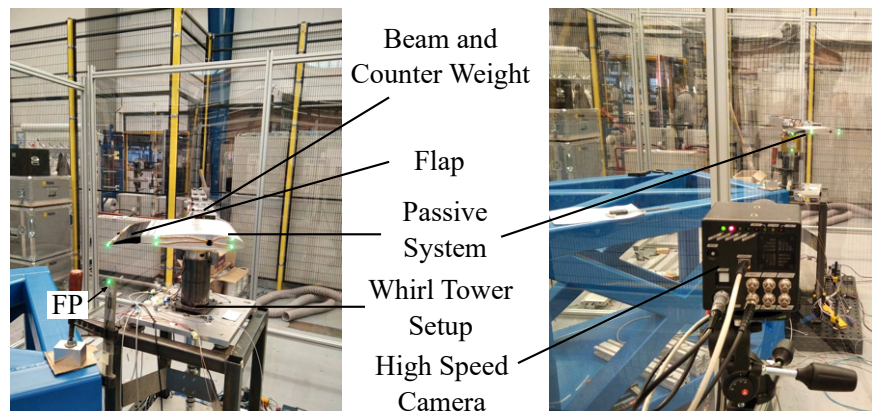 Beam and
Counter Weight
Flap
Passive
System
FP
Whirl Tower
Setup
High Speed
Camera